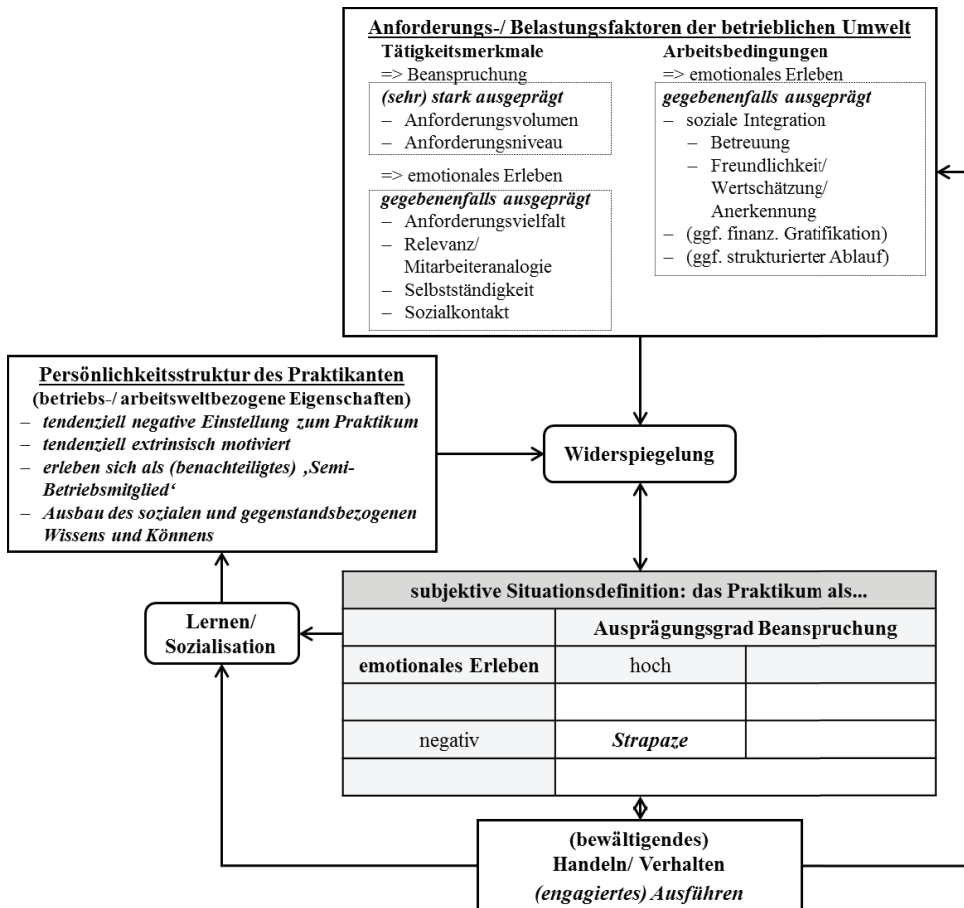 Anforderungs-/ Belastungsfaktoren der betrieblichen Umwelt
Tätigkeitsmerkmale
=> Beanspruchung
(sehr) stark ausgeprägt
– Anforderungsvolumen
– Anforderungsniveau
=> emotionales Erleben
gegebenenfalls ausgeprägt
– Anforderungsvielfalt
– Relevanz/
Mitarbeiteranalogie
– Selbstständigkeit
– Sozialkontakt
Arbeitsbedingungen
=> emotionales Erleben
gegebenenfalls ausgeprägt
– soziale Integration
– Betreuung
– Freundlichkeit/
Wertschätzung/
Anerkennung
– (ggf. finanz. Gratifikation)
– (ggf. strukturierter Ablauf)
Persönlichkeitsstruktur des Praktikanten
(betriebs-/ arbeitsweltbezogene Eigenschaften)
– tendenziell negative Einstellung zum Praktikum
– tendenziell extrinsisch motiviert
– erleben sich als (benachteiligtes) ‚Semi-
Betriebsmitglied‘
– Ausbau des sozialen und gegenstandsbezogenen
Wissens und Könnens
Widerspiegelung
Lernen/
Sozialisation
subjektive Situationsdefinition: das Praktikum als...
Ausprägungsgrad Beanspruchung
emotionales Erleben hoch
negativ Strapaze
(bewältigendes)
Handeln/ Verhalten
(engagiertes) Ausführen